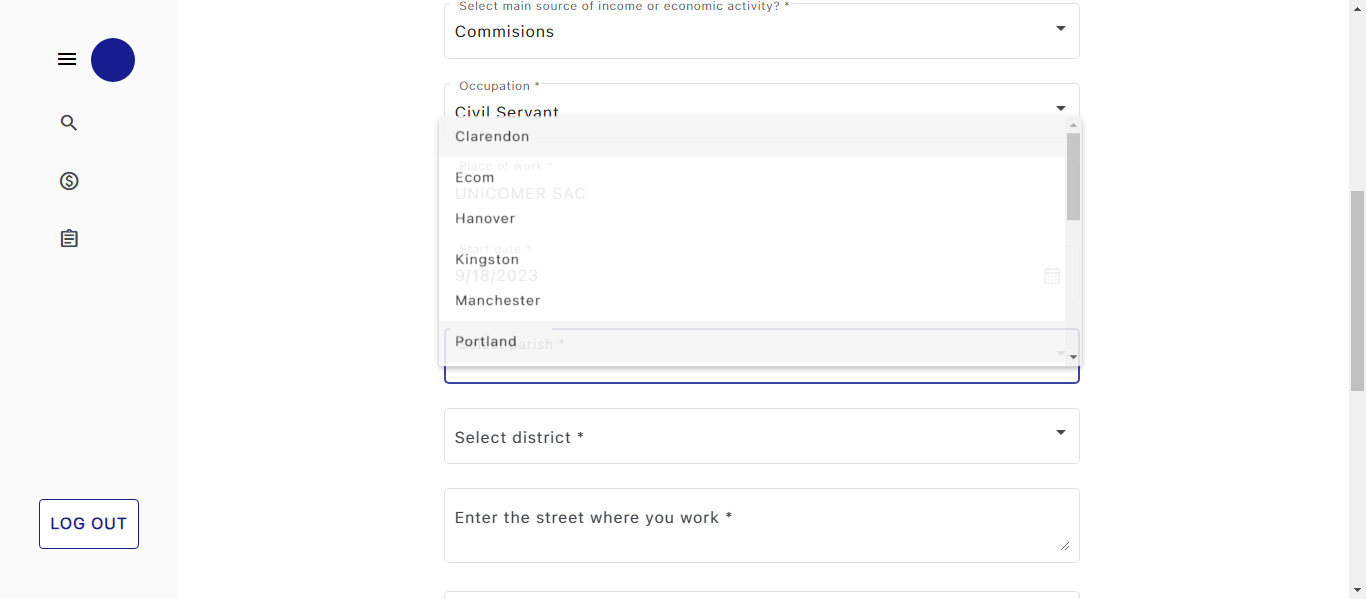 Select main source of income or economic activity? *
Commisions
Occupation *
Civil Servant
Clarendon
Place of work *
Ecom
UNICOMER SAC
Hanover
Start date *
Kingston
9/18/2023
Manchester
Portland
parish *
Select district *
Enter the street where you work *
LOG OUT